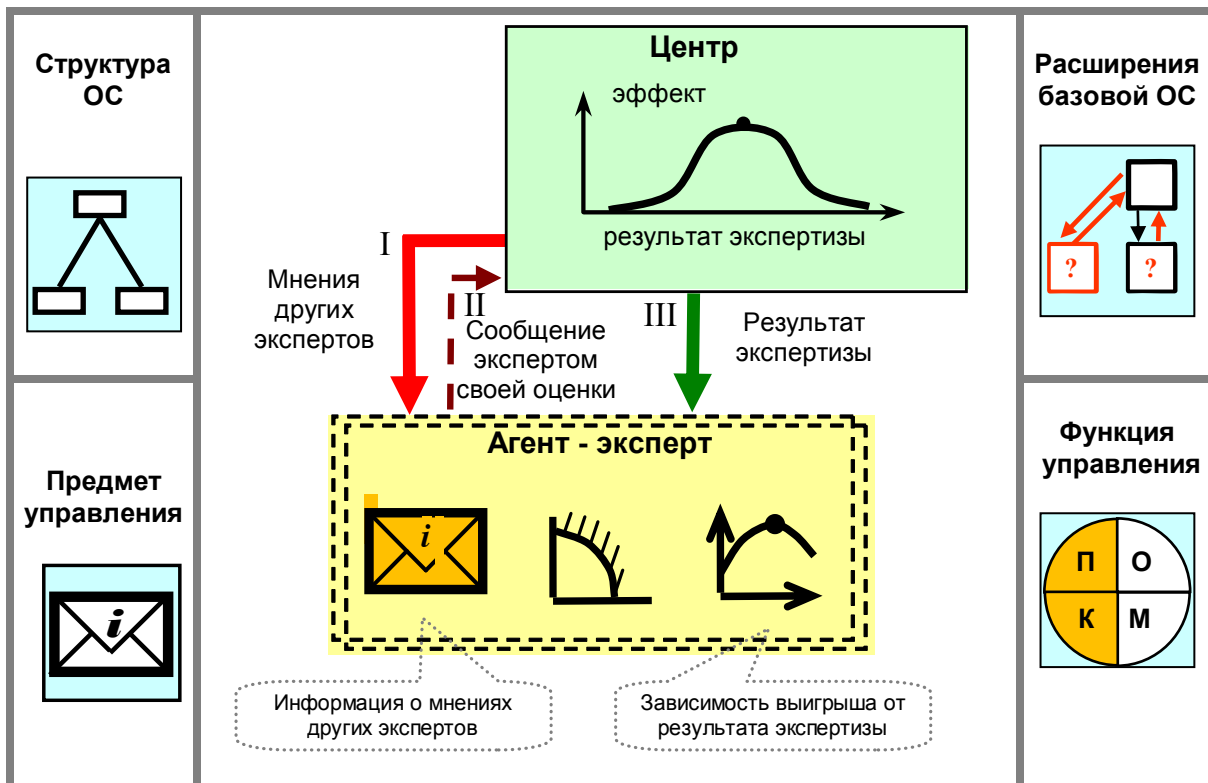 Структура
ОС
Предмет
управления
i
Центр
эффект
результат экспертизы
I
Мнения
других
экспертов
II
Сообщение
экспертом
своей оценки
III
Результат
экспертизы
Агент - эксперт
i
Информация о мнениях
других экспертов
Зависимость выигрыша от
результата экспертизы
Расширения
базовой ОС
? ?
Функция
управления
П О
К М